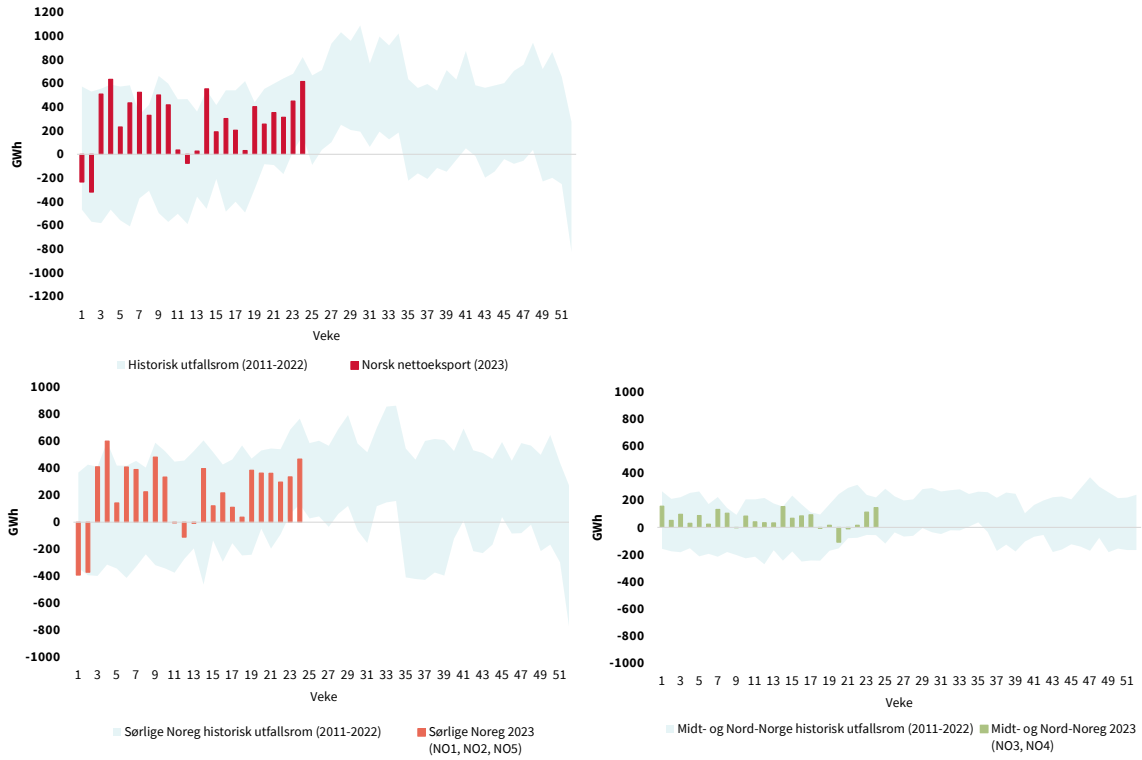 1200
1000
800
600
400
200
0
-200
-400
-600
-800
-1000
-1200
GWh
1 3 5 7 9 11 13 15 17 19 21 23 25 27 29 31 33 35 37 39 41 43 45 47 49 51
Veke
Historisk utfallsrom (2011-2022) Norsk nettoeksport (2023)
1000
800
600
400
200
0
-200
-400
-600
-800
-1000
GWh
1 3 5 7 9 11 13 15 17 19 21 23 25 27 29 31 33 35 37 39 41 43 45 47 49 51
Veke
Sørlige Noreg historisk utfallsrom (2011-2022) Sørlige Noreg 2023
(NO1, NO2, NO5)
1000
800
600
400
200
0
-200
-400
-600
-800
-1000
GWh
1 3 5 7 9 11 13 15 17 19 21 23 25 27 29 31 33 35 37 39 41 43 45 47 49 51
Veke
Midt- og Nord-Norge historisk utfallsrom (2011-2022) Midt- og Nord-Noreg 2023
(NO3, NO4)